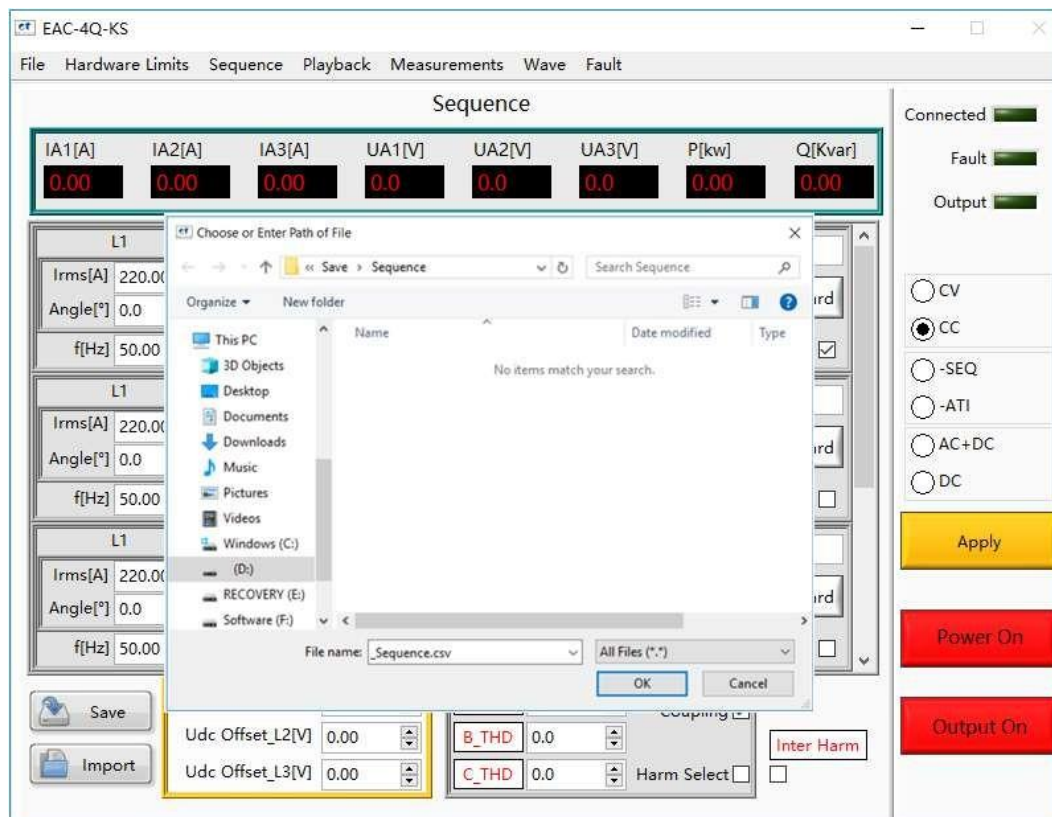 EAC-4Q-KS
File Hardware Limits Sequence Playback Measurements Wave Fault
Sequence
IA1[A] IA2[A] IA3[A] UA1[V] UA2[V] UA3[V] P[kw] Q[Kvar]
0.00 0.00 0.00 0.0 0.0 0.0 0.00 0.00
Connected
Fault
Output
Choose or Enter Path of File
« Save › Sequence
Search Sequence
Organize New folder
This PC
3D Objects
Desktop
Documents
Downloads
Music
Pictures
Videos
Windows (C:)
(D:)
RECOVERY (E:)
Software (F:)
Name Date modified Type
No items match your search.
File name: _Sequence.csv All Files (*.*)
OK Cancel
L1
Irms[A] 220.00
Angle[°] 0.0
f[Hz] 50.00
L1
Irms[A] 220.00
Angle[°] 0.0
f[Hz] 50.00
L1
Irms[A] 220.00
Angle[°] 0.0
f[Hz] 50.00
rd
rd
rd
CV
CC
-SEQ
-ATI
AC+DC
DC
Apply
Power On
Output On
Save
Import
Udc Offset_L2[V] 0.00
Udc Offset_L3[V] 0.00
Coupling
B_THD 0.0
C_THD 0.0 Harm Select
Inter Harm